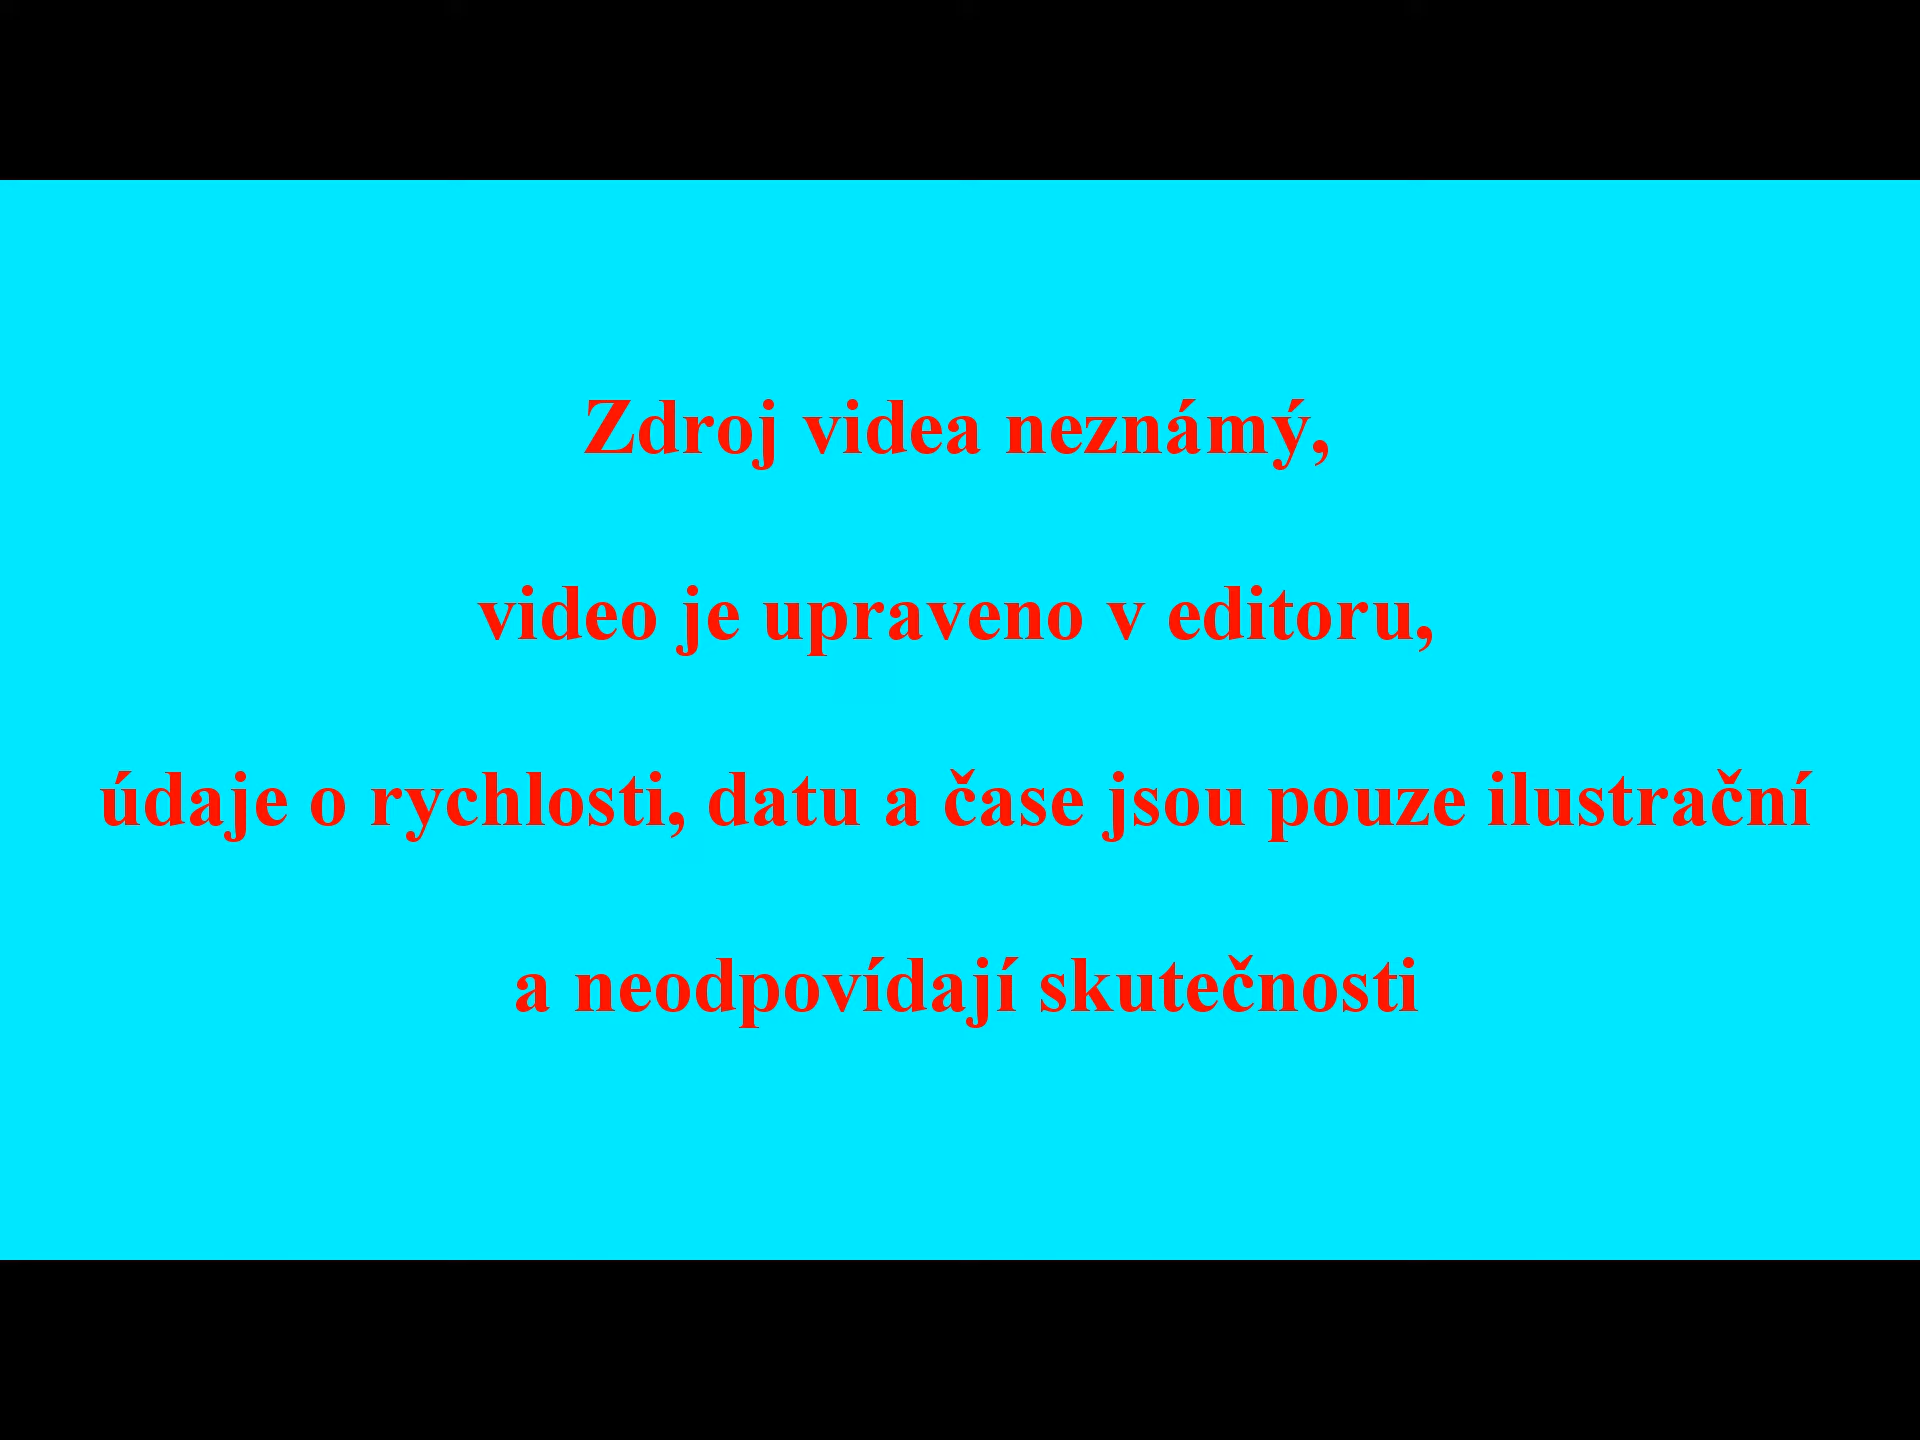 Zdroj videa neznámý,
video je upraveno v editoru,
údaje o rychlosti, datu a čase jsou pouze ilustrační
a neodpovídají skutečnosti